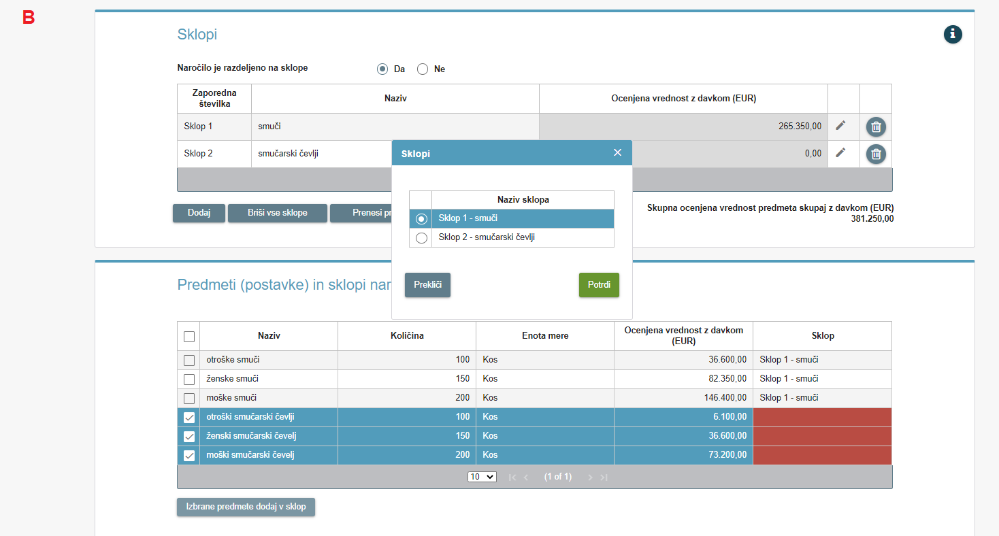 B
Sklopi
Naročilo je razdeljeno na sklope
Da
Ne
Zaporedna
številka
Naziv
Ocenjena vrednost z davkom (EUR)
Sklop 1
smuči
265.350,00
Sklop 2
smučarski čevlji
0,00
Dodaj
Briši vse sklope
Prenesi pr
Skupna ocenjena vrednost predmeta skupaj z davkom (EUR)
381.250,00
Sklopi
Naziv sklopa
Sklop 1 - smuči
Sklop 2 - smučarski čevlji
Prekliči
Potrdi
Predmeti (postavke) in sklopi nar
Naziv
Količina
Enota mere
Ocenjena vrednost z davkom
(EUR)
Sklop
otroške smuči 100 Kos 36.600,00 Sklop 1 - smuči
ženske smuči 150 Kos 82.350,00 Sklop 1 - smuči
moške smuči 200 Kos 146.400,00 Sklop 1 - smuči
otroški smučarski čevlji 100 Kos 6.100,00
ženski smučarski čevelj 150 Kos 36.600,00
moški smučarski čevelj 200 Kos 73.200,00
10 (1 of 1)
Izbrane predmete dodaj v sklop